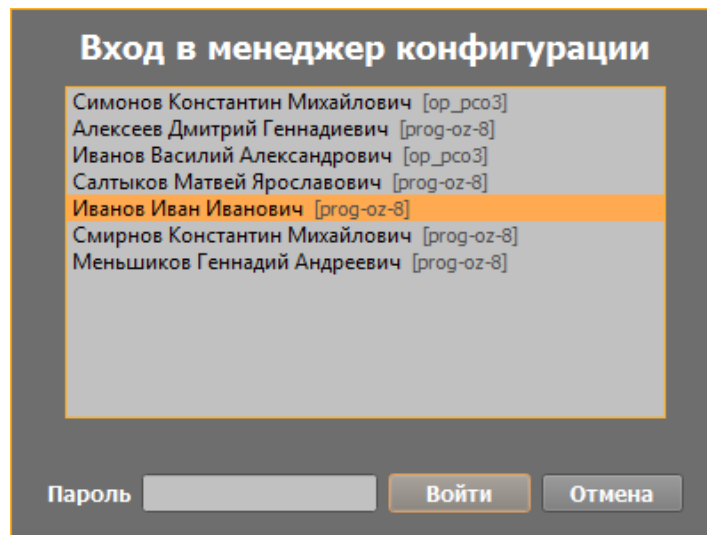 Вход в менеджер конфигурации
Симонов Константин Михайлович [op_pco3]
Алексеев Дмитрий Геннадиевич [prog-oz-8]
Иванов Василий Александрович [op_pco3]
Салтыков Матвей Ярославович [prog-oz-8]
Иванов Иван Иванович [prog-oz-8]
Смирнов Константин Михайлович [prog-oz-8]
Меньшиков Геннадий Андреевич [prog-oz-8]
Пароль Войти Отмена